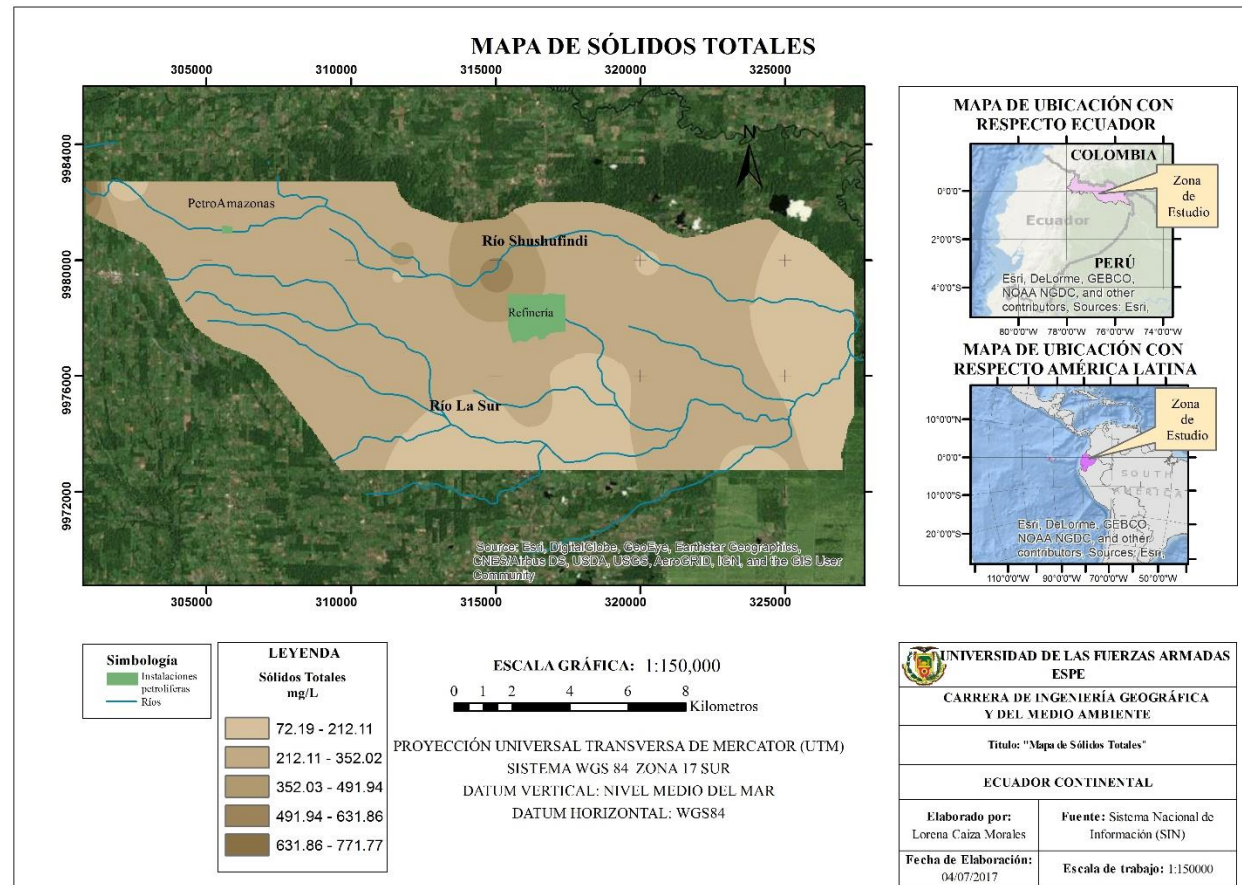 MAPA DE SÓLIDOS TOTALES
305000
310000
315000
320000
325000
9984000
9980000
9976000
9972000
N
PetroAmazonas
Río Shushufindi
Refinería
Río La Sur
Source: Esri, DigitalGlobe, GeoEye, Earthstar Geographics,
CNES/Airbus DS, USDA, USGS, AeroGRID, IGN, and the GIS User
Community
305000
310000
315000
320000
325000
MAPA DE UBICACIÓN CON
RESPECTO ECUADOR
COLOMBIA
Zona
de
Estudio
Ecuador
PERÚ
Esri, DeLorme, GEBCO,
NOAA NGDC, and other
contributors, Sources: Esri,
0°0'0"
2°0'0"S
4°0'0"S
80°0'0"W
78°0'0"W
76°0'0"W
74°0'0"W
MAPA DE UBICACIÓN CON
RESPECTO AMÉRICA LATINA
Zona
de
Estudio
SOUTH
AMERICA
Esri, DeLorme, GEBCO,
NOAA NGDC, and other
contributors, Sources: Esri,
10°0'0"N
0°0'0"
10°0'0"S
20°0'0"S
110°0'0"W
90°0'0"W
70°0'0"W
50°0'0"W
Simbología
Instalaciones
petrolíferas
Ríos
LEYENDA
Sólidos Totales
mg/L
72.19 - 212.11
212.11 - 352.02
352.03 - 491.94
491.94 - 631.86
631.86 - 771.77
ESCALA GRÁFICA: 1:150,000
0 1 2 4 6 8
Kilometros
PROYECCIÓN UNIVERSAL TRANSVERSA DE MERCATOR (UTM)
SISTEMA WGS 84 ZONA 17 SUR
DATUM VERTICAL: NIVEL MEDIO DEL MAR
DATUM HORIZONTAL: WGS84
UNIVERSIDAD DE LAS FUERZAS ARMADAS
ESPE
CARRERA DE INGENIERÍA GEOGRÁFICA
Y DEL MEDIO AMBIENTE
Título: "Mapa de Sólidos Totales"
ECUADOR CONTINENTAL
Elaborado por:
Lorena Caiza Morales
Fuente: Sistema Nacional de
Información (SIN)
Fecha de Elaboración:
04/07/2017
Escala de trabajo: 1:150000